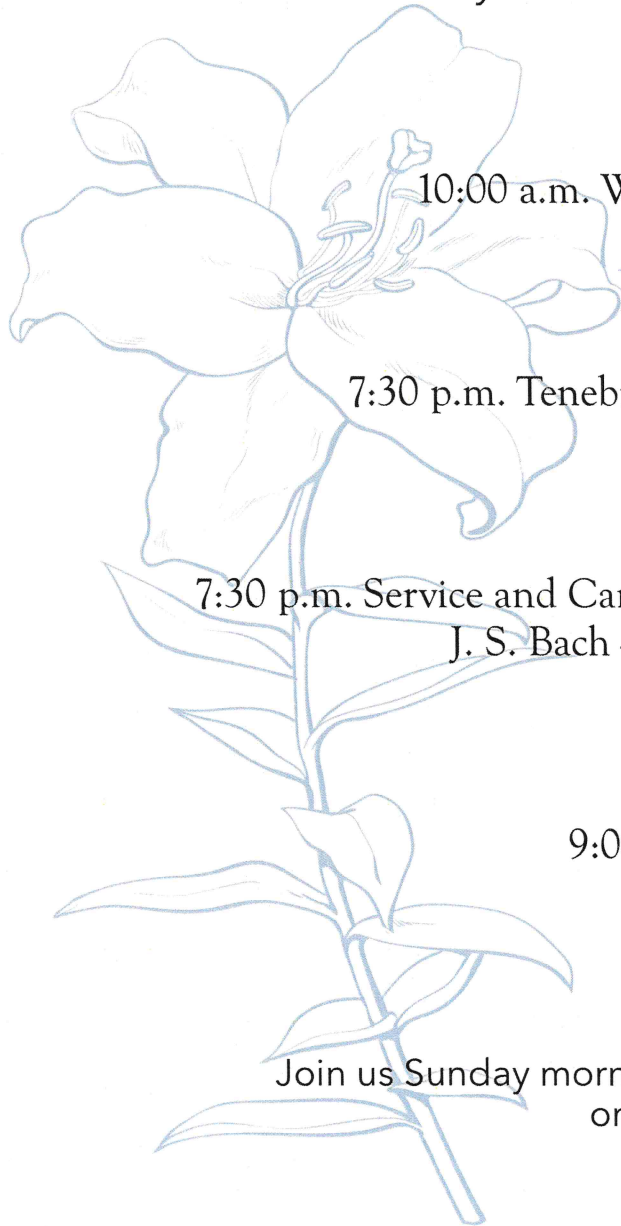 10:00 a.m. W
7:30 p.m. Teneb
7:30 p.m. Service and Ca
J. S. Bach
9:0
Join us Sunday morn
or